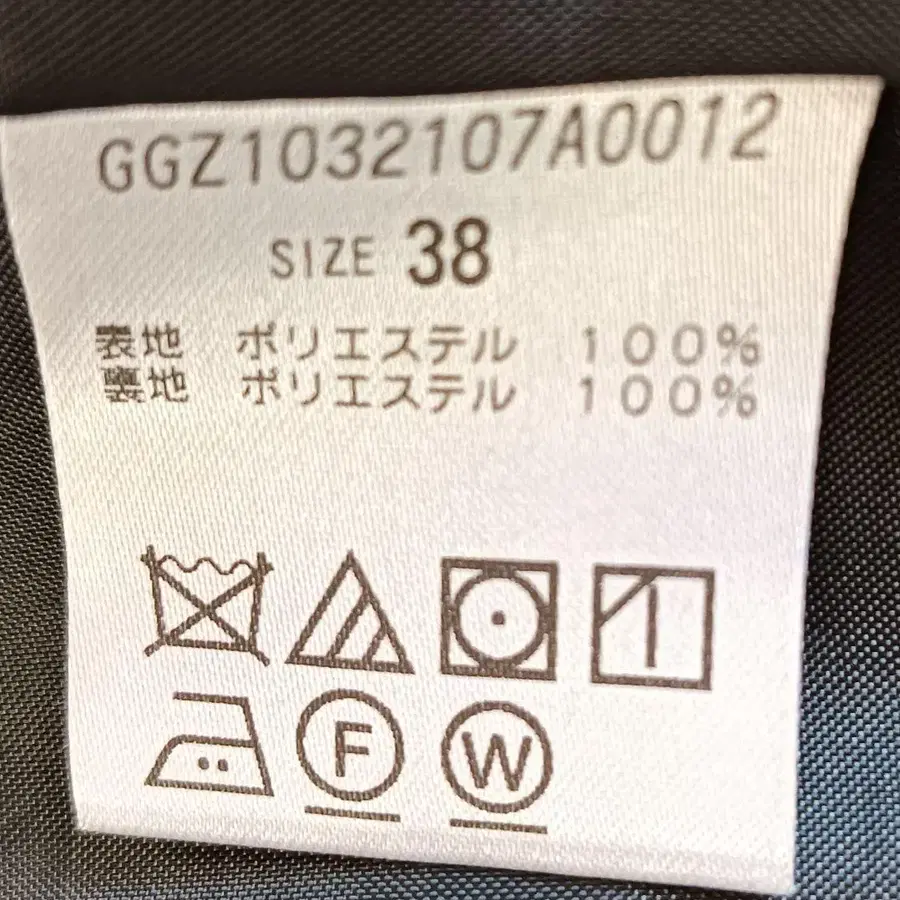 GGZ1032107A0012
SIZE 38
表地 ポリエステル 100%
裏地 ポリエステル 100%
F W